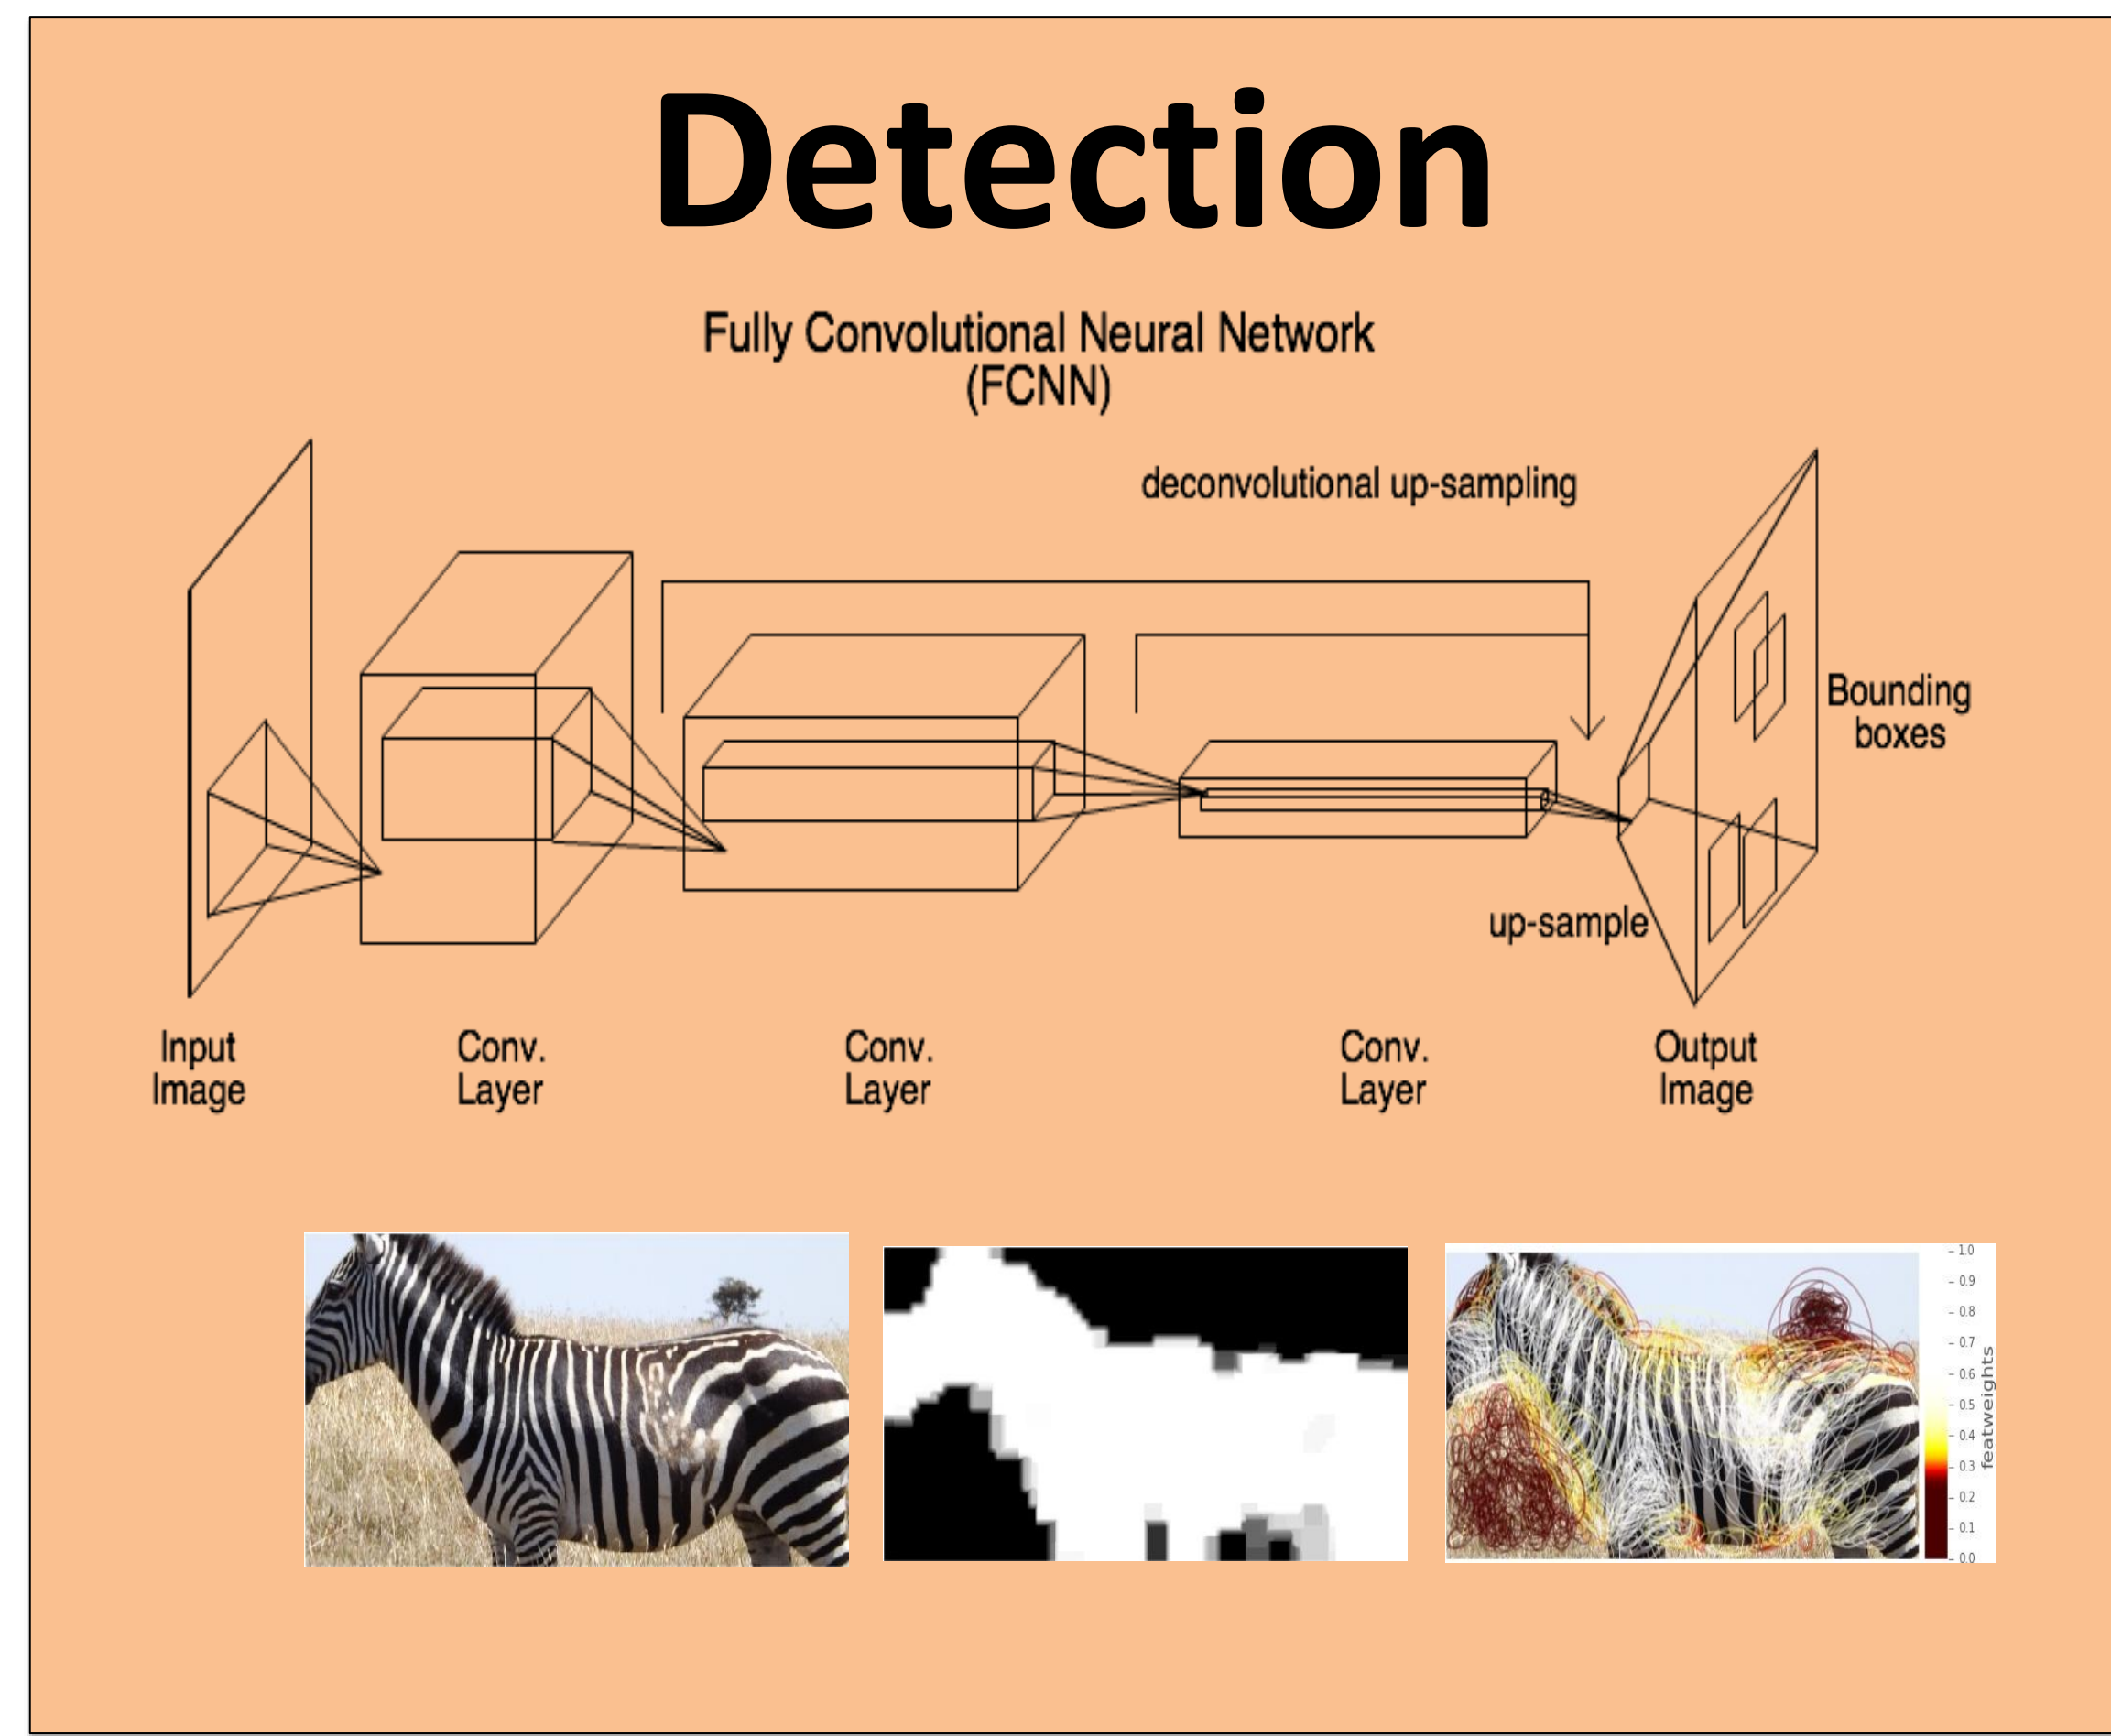 Detection
Fully Convolutional Neural Network
(FCNN)
deconvolutional up-sampling
Bounding
boxes
up-sample
Input
Image
Conv.
Layer
Conv.
Layer
Conv.
Layer
Output
Image
1.0
0.9
0.8
0.7
0.6
0.5
0.4
0.3
0.2
0.1
0.0
featweights